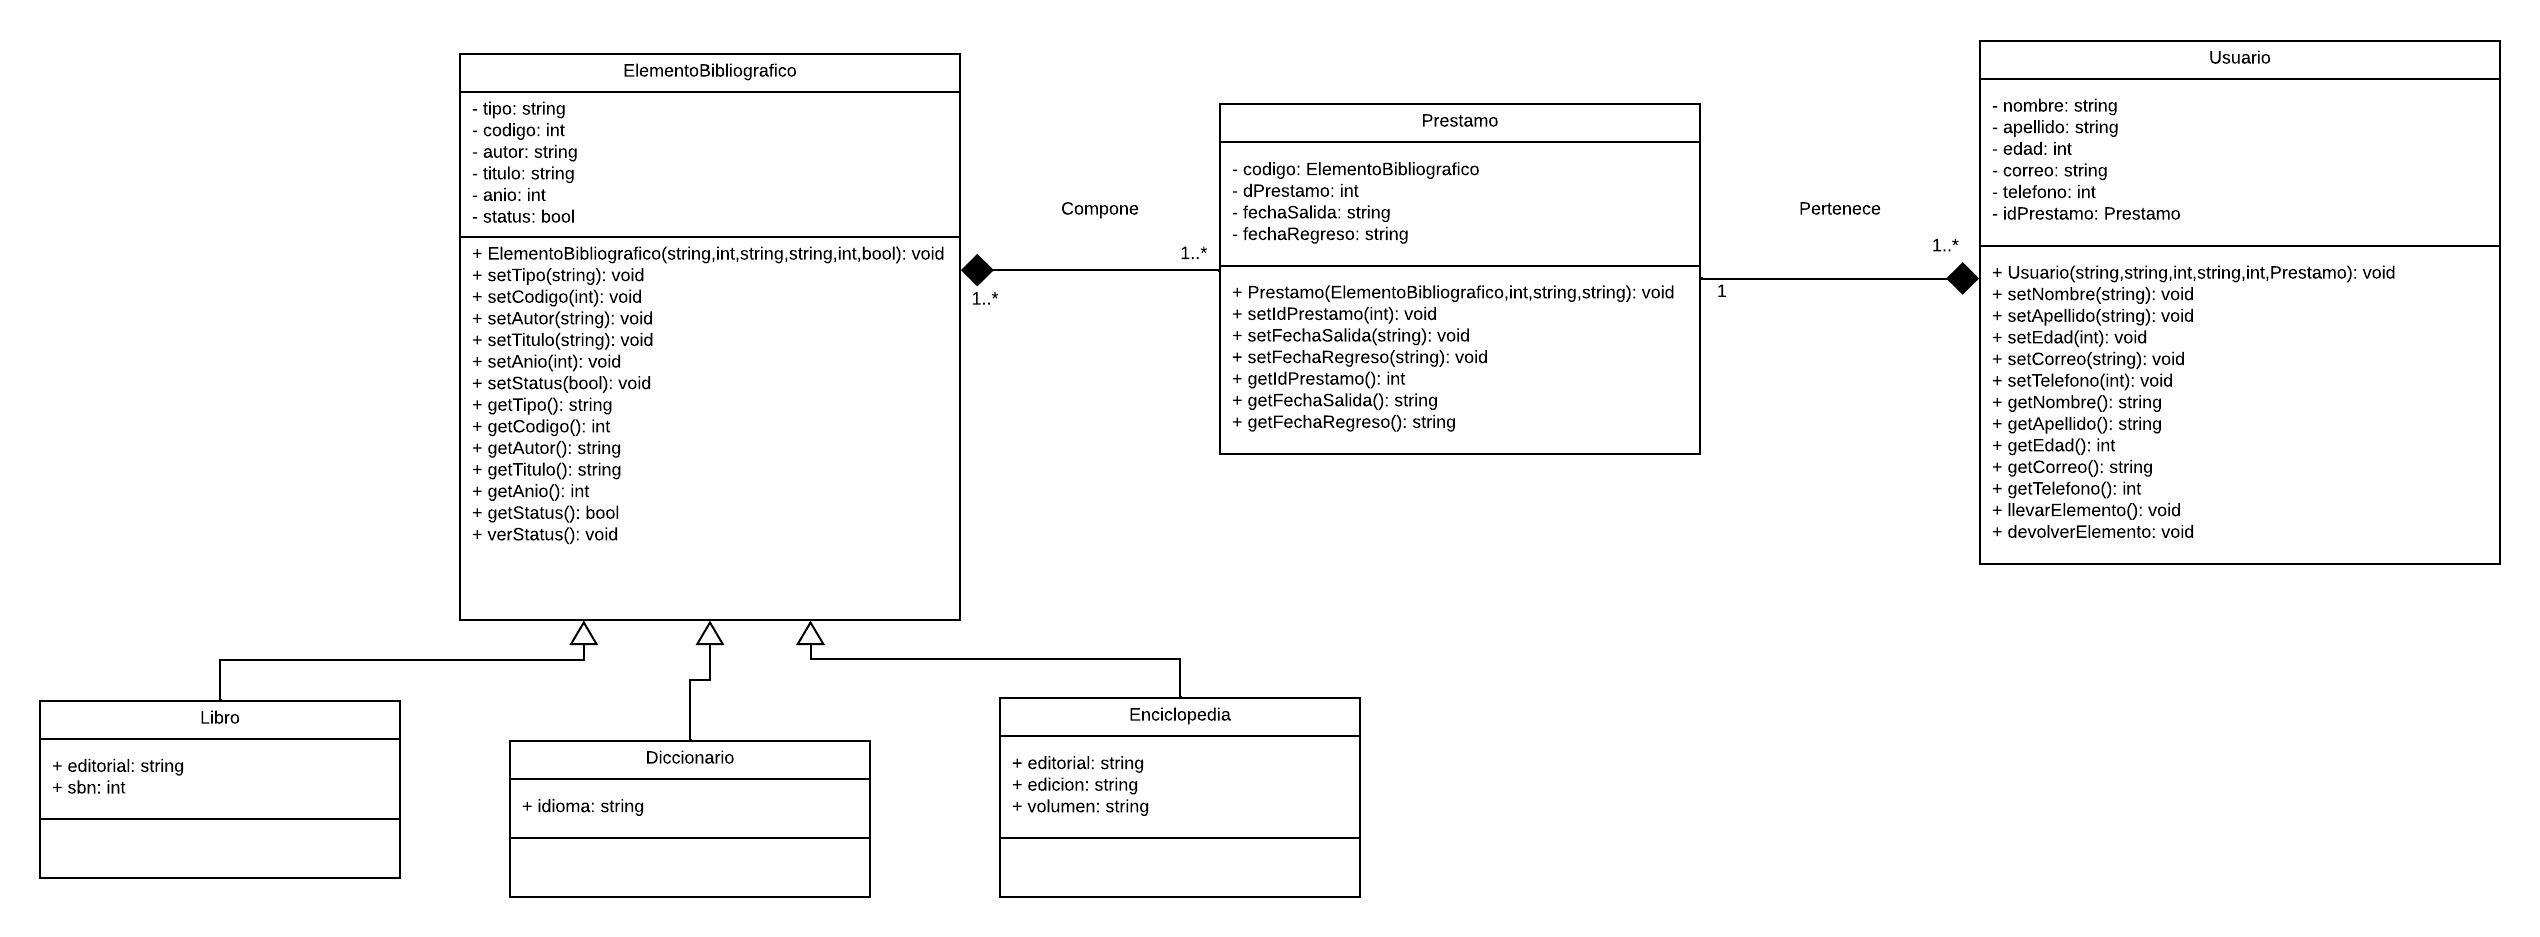 ElementoBibliografico
- tipo: string
- codigo: int
- autor: string
- titulo: string
- anio: int
- status: bool
+ ElementoBibliografico(string,int,string,string,int,bool): void
+ setTipo(string): void
+ setCodigo(int): void
+ setAutor(string): void
+ setTitulo(string): void
+ setAnio(int): void
+ setStatus(bool): void
+ getTipo(): string
+ getCodigo(): int
+ getAutor(): string
+ getTitulo(): string
+ getAnio(): int
+ getStatus(): bool
+ verStatus(): void
Compone
1..*
1..*
Prestamo
- codigo: ElementoBibliografico
- dPrestamo: int
- fechaSalida: string
- fechaRegreso: string
+ Prestamo(ElementoBibliografico,int,string,string): void
+ setIdPrestamo(int): void
+ setFechaSalida(string): void
+ setFechaRegreso(string): void
+ getIdPrestamo(): int
+ getFechaSalida(): string
+ getFechaRegreso(): string
Pertenece
1..*
1
Usuario
- nombre: string
- apellido: string
- edad: int
- correo: string
- telefono: int
- idPrestamo: Prestamo
+ Usuario(string,string,int,string,int,Prestamo): void
+ setNombre(string): void
+ setApellido(string): void
+ setEdad(int): void
+ setCorreo(string): void
+ setTelefono(int): void
+ getNombre(): string
+ getApellido(): string
+ getEdad(): int
+ getCorreo(): string
+ getTelefono(): int
+ llevarElemento(): void
+ devolverElemento: void
Libro
+ editorial: string
+ sbn: int
Diccionario
+ idioma: string
Enciclopedia
+ editorial: string
+ edicion: string
+ volumen: string